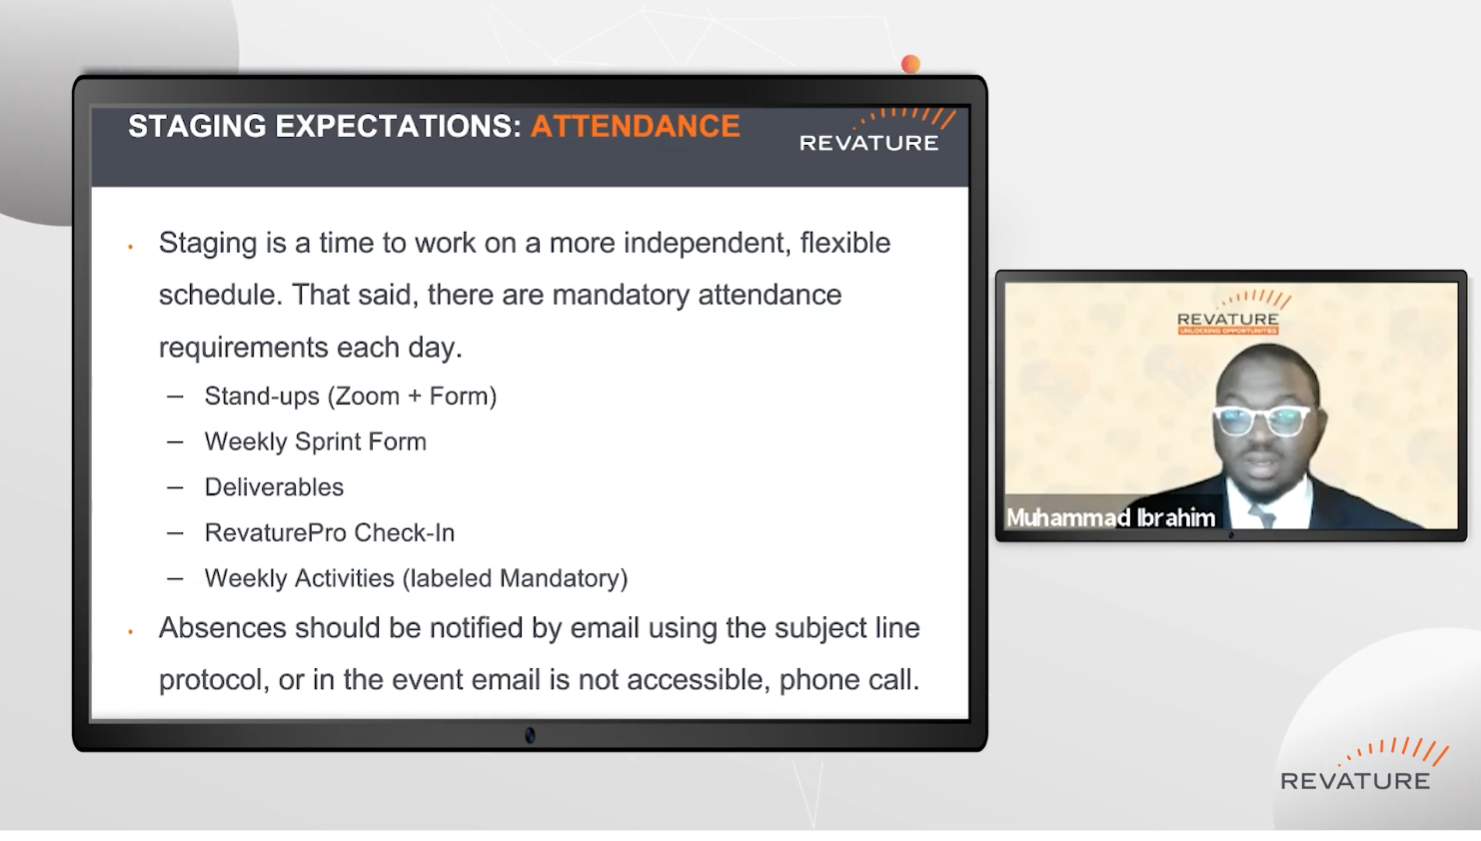 STAGING EXPECTATIONS: ATTENDANCE
REVATURE
· Staging is a time to work on a more independent, flexible
schedule. That said, there are mandatory attendance
requirements each day.
– Stand-ups (Zoom + Form)
– Weekly Sprint Form
– Deliverables
– RevaturePro Check-In
– Weekly Activities (labeled Mandatory)
· Absences should be notified by email using the subject line
protocol, or in the event email is not accessible, phone call.
REVATURE
UNLOCKING OPPORTUNITIES
Muhammad Ibrahim
REVATURE